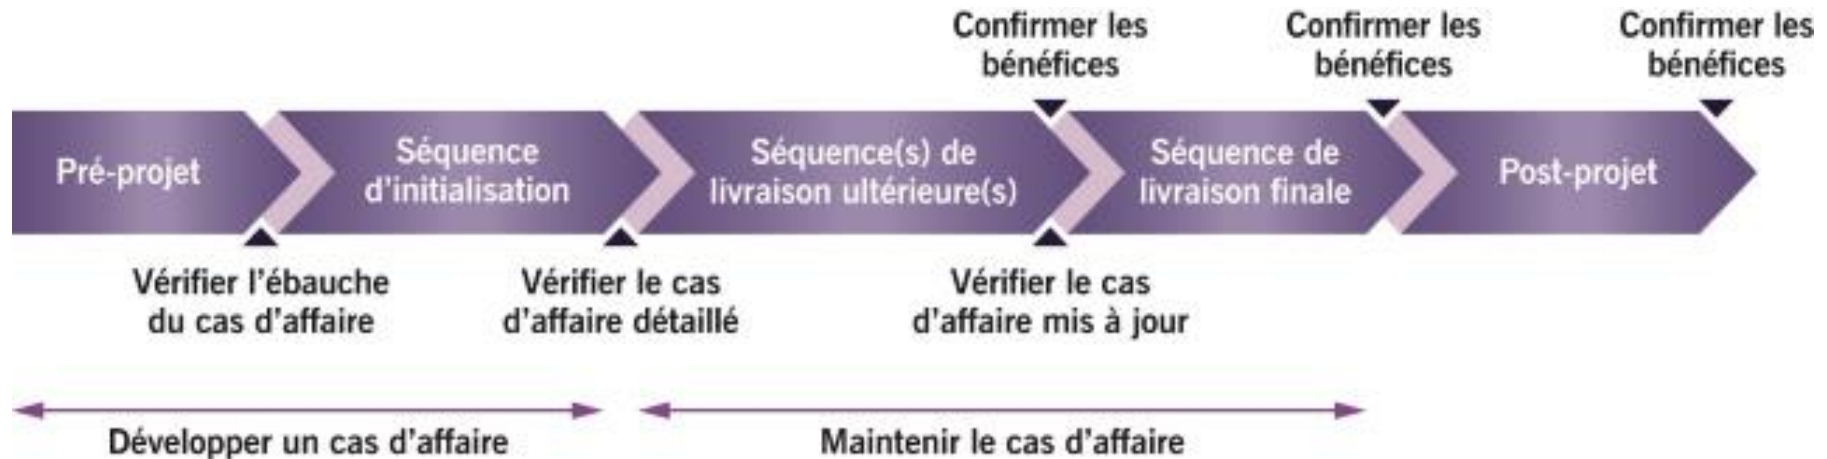 Confirmer les
bénéfices
Confirmer les
bénéfices
Confirmer les
bénéfices
Pré-projet
Séquence
d'initialisation
Séquence(s) de
livraison ultérieure(s)
Séquence de
livraison finale
Post-projet
Vérifier l'ébauche
du cas d'affaire
Vérifier le cas
d'affaire détaillé
Vérifier le cas
d'affaire mis à jour
Développer un cas d'affaire
Maintenir le cas d'affaire